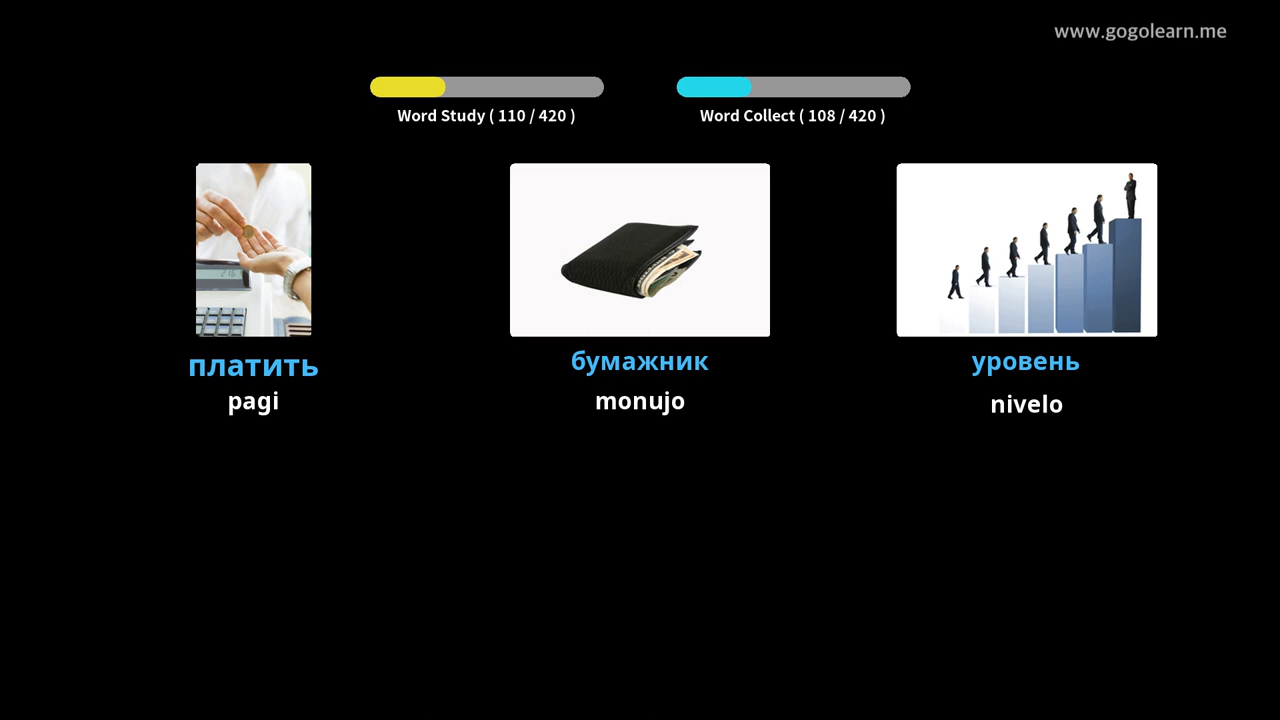 www.gogolearn.me
Word Study ( 110 / 420 )
Word Collect ( 108 / 420 )
платить
pagi
бумажник
monujo
уровень
nivelo